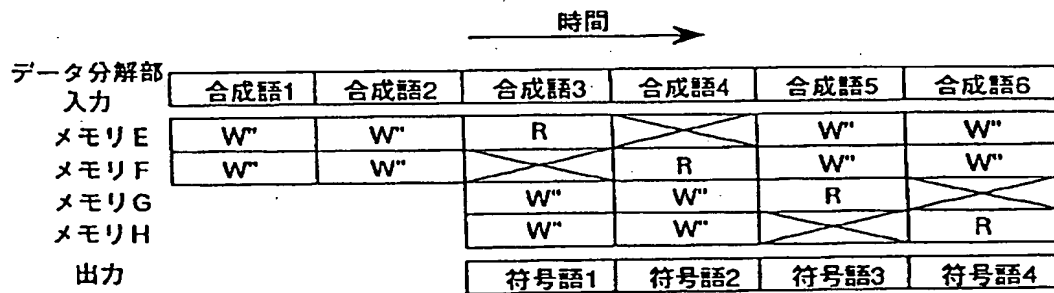 時間
データ分解部入力 合成語1 合成語2 合成語3 合成語4 合成語5 合成語6
メモリE W" W" R W" W"
メモリF W" W" R W" W"
メモリG W" W" R
メモリH W" W" R
出力 符号語1 符号語2 符号語3 符号語4